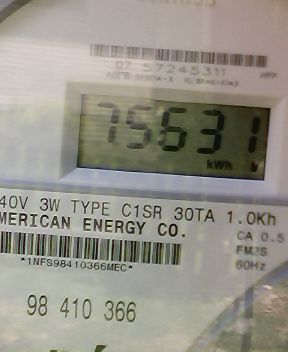 07 57245311
75631
kWh
40V 3W TYPE C1SR 30TA 1.0Kh
MERICAN ENERGY CO.
CA 0.5
FM2S
60Hz
*1NFS98410366MEC*
98 410 366